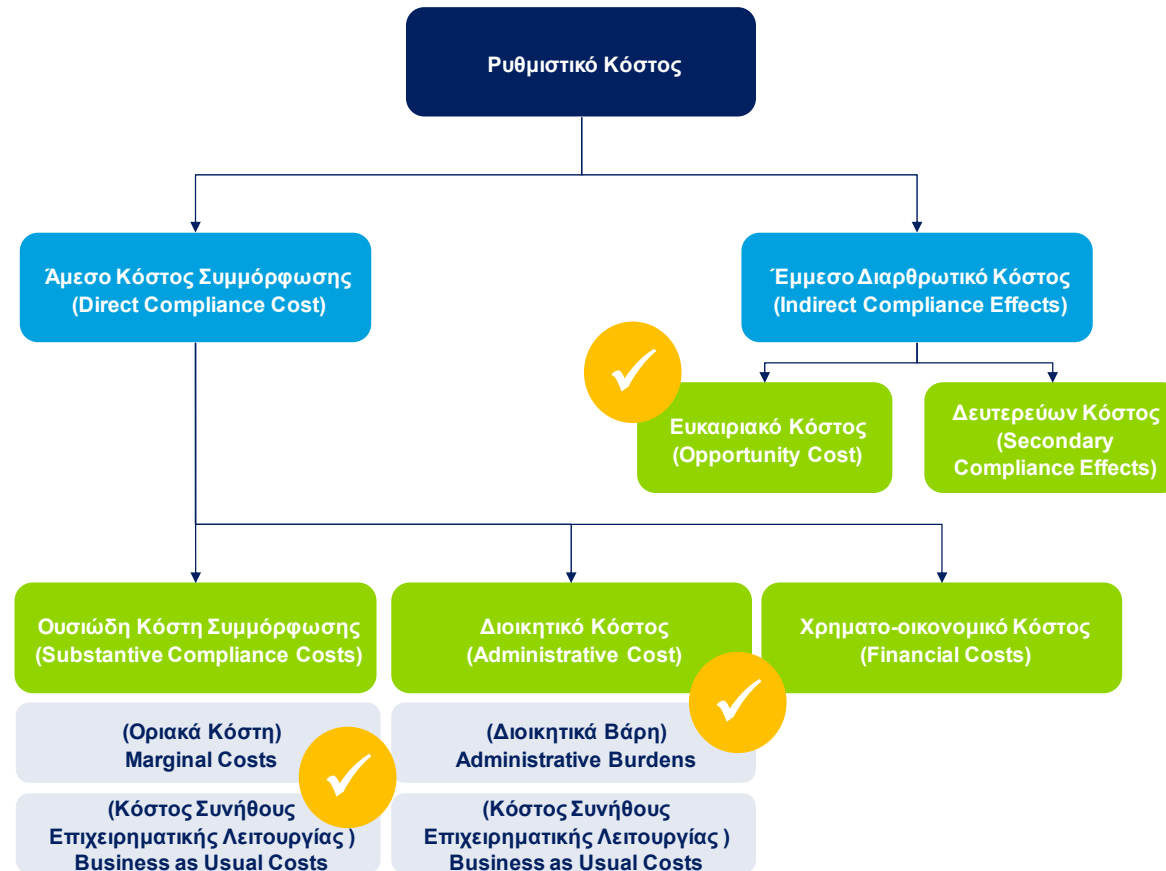 Ρυθμιστικό Κόστος
Άμεσο Κόστος Συμμόρφωσης
(Direct Compliance Cost)
Έμμεσο Διαρθρωτικό Κόστος
(Indirect Compliance Effects)
Ευκαιριακό Κόστος
(Opportunity Cost)
Δευτερεύων Κόστος
(Secondary
Compliance Effects)
Ουσιώδη Κόστη Συμμόρφωσης
(Substantive Compliance Costs)
Διοικητικό Κόστος
(Administrative Cost)
Χρηματο-οικονομικό Κόστος
(Financial Costs)
(Οριακά Κόστη)
Marginal Costs
(Διοικητικά Βάρη)
Administrative Burdens
(Κόστος Συνήθους
Επιχειρηματικής Λειτουργίας )
Business as Usual Costs
(Κόστος Συνήθους
Επιχειρηματικής Λειτουργίας )
Business as Usual Costs